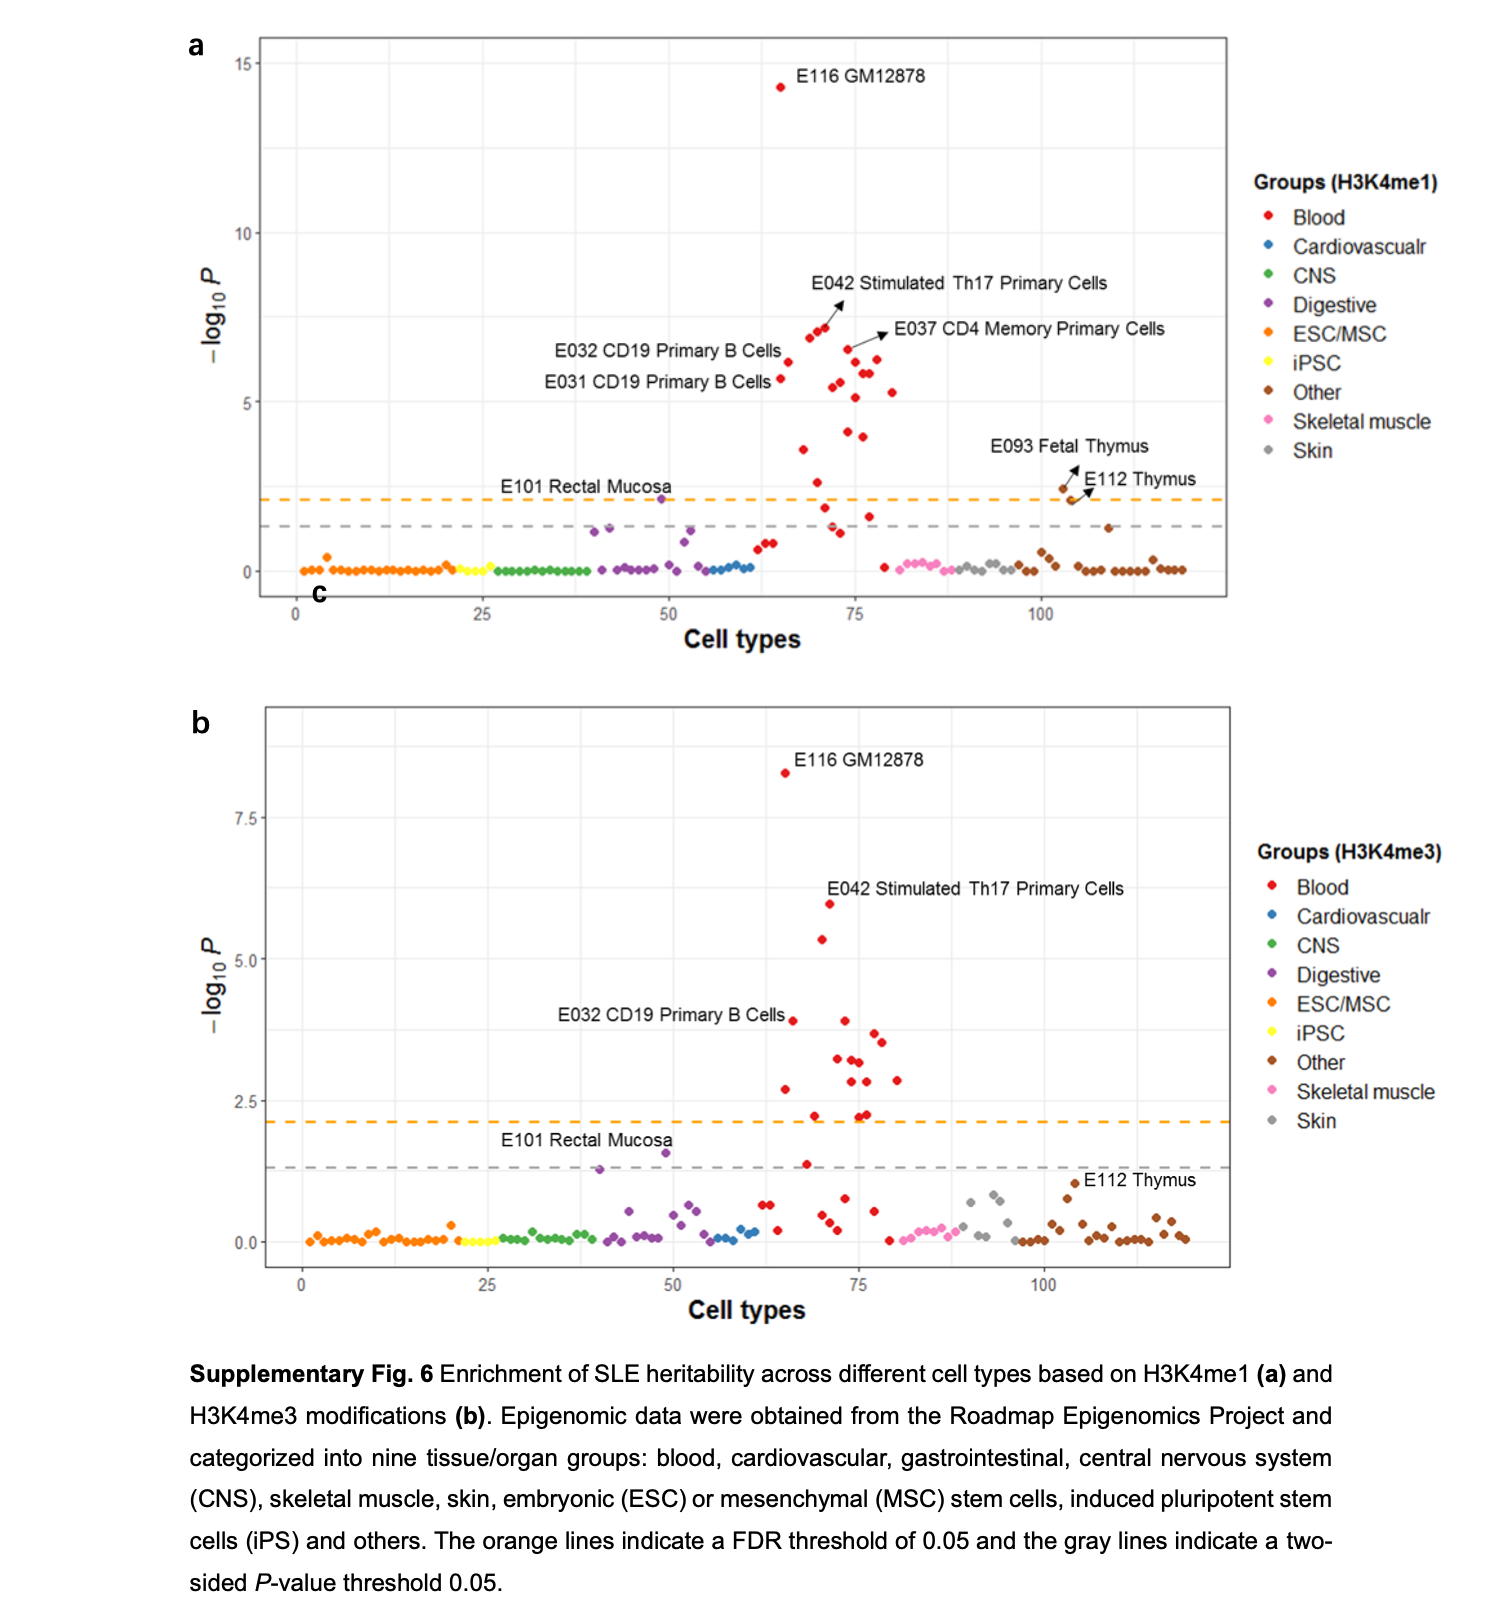 a
15
10
5
0
−log10 P
E116 GM12878
E042 Stimulated Th17 Primary Cells
E037 CD4 Memory Primary Cells
E032 CD19 Primary B Cells
E031 CD19 Primary B Cells
E093 Fetal Thymus
E112 Thymus
E101 Rectal Mucosa
c
0 25 50 75 100
Cell types
Groups (H3K4me1)
Blood
Cardiovascualr
CNS
Digestive
ESC/MSC
iPSC
Other
Skeletal muscle
Skin
b
7.5
5.0
2.5
0.0
−log10 P
E116 GM12878
E042 Stimulated Th17 Primary Cells
E032 CD19 Primary B Cells
E101 Rectal Mucosa
E112 Thymus
0 25 50 75 100
Cell types
Groups (H3K4me3)
Blood
Cardiovascualr
CNS
Digestive
ESC/MSC
iPSC
Other
Skeletal muscle
Skin
Supplementary Fig. 6 Enrichment of SLE heritability across different cell types based on H3K4me1 (a) and
H3K4me3 modifications (b). Epigenomic data were obtained from the Roadmap Epigenomics Project and
categorized into nine tissue/organ groups: blood, cardiovascular, gastrointestinal, central nervous system
(CNS), skeletal muscle, skin, embryonic (ESC) or mesenchymal (MSC) stem cells, induced pluripotent stem
cells (iPS) and others. The orange lines indicate a FDR threshold of 0.05 and the gray lines indicate a two-
sided P-value threshold 0.05.